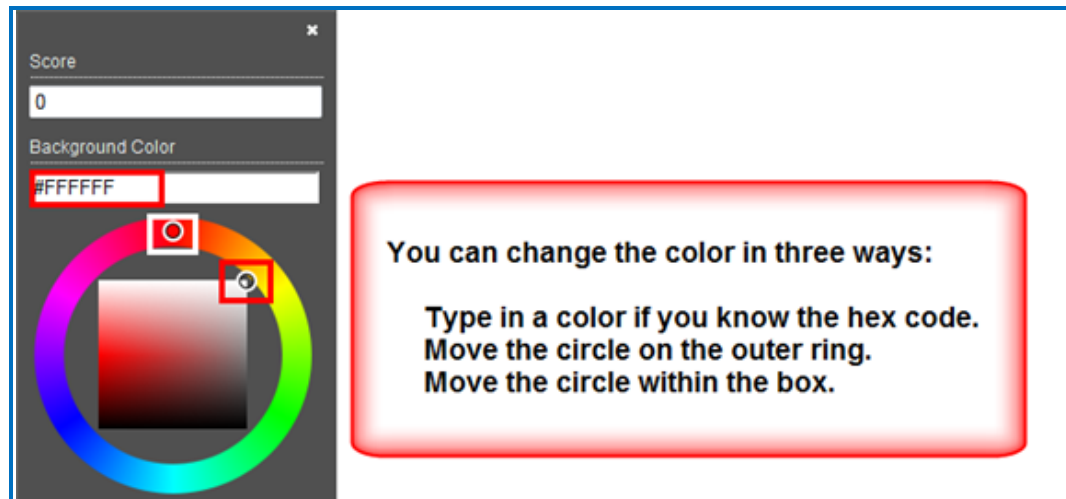 Score
0
Background Color
#FFFFFF
You can change the color in three ways:
Type in a color if you know the hex code.
Move the circle on the outer ring.
Move the circle within the box.